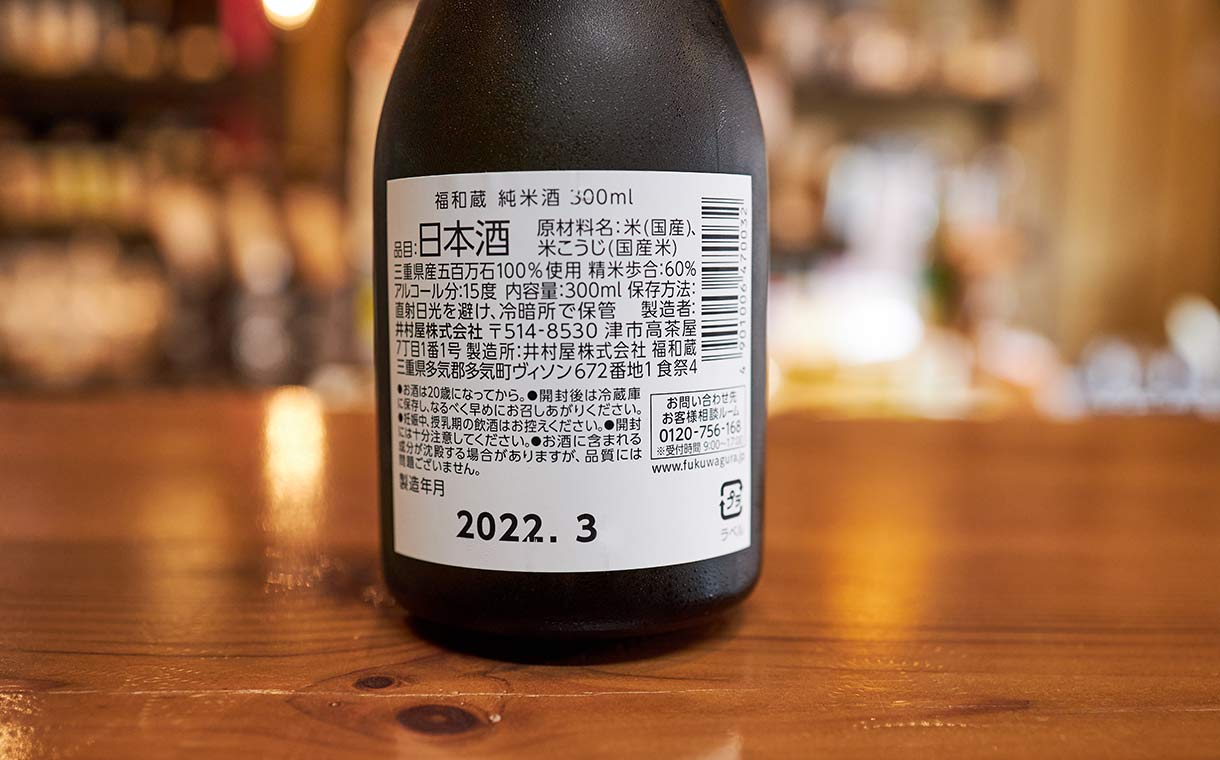 福和蔵 純米酒 300ml
品目:日本酒 原材料名:米(国産)、
米こうじ(国産米)
三重県産五百万石100%使用 精米歩合:60%
アルコール分:15度 内容量:300ml 保存方法:
直射日光を避け、冷暗所で保管 製造者:
井村屋株式会社 〒514-8530 津市高茶屋
7丁目1番1号 製造所:井村屋株式会社 福和蔵
三重県多気郡多気町ヴィソン672番地1 食祭4
●お酒は20歳になってから。●開封後は冷蔵庫
に保存し、なるべく早めにお召しあがりください。
●妊娠中、授乳期の飲酒はお控えください。●開封
には十分注意してください。●お酒に含まれる
成分が沈殿する場合がありますが、品質には
問題ございません。
お問い合わせ先
お客様相談ルーム
0120-756-168
※受付時間 9:00〜17:00
www.fukuwagura.jp
製造年月
2022. 3
プラ
ラベル
4901006470032